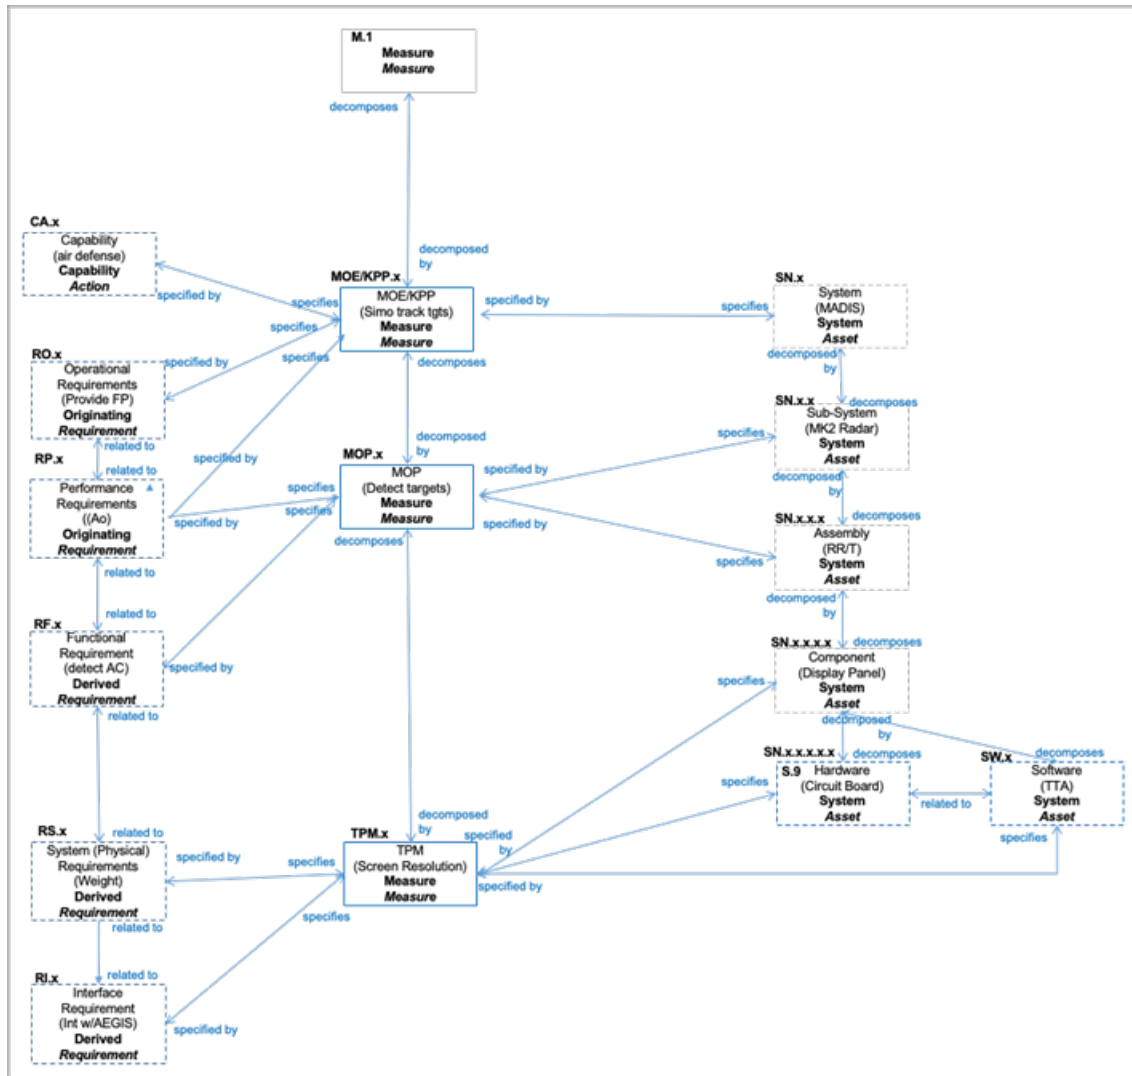 M.1
Measure
Measure
decomposes
CA.x
Capability
(air defense)
Capability
Action
specified by
decomposed
by
MOE/KPP.x
MOE/KPP
(Simo track tgts)
Measure
Measure
specifies
specifies
specifies
specified by
specifies
SN.x
System
(MADIS)
System
Asset
decomposed
by
decomposes
RO.x
Operational
Requirements
(Provide FP)
Originating
Requirement
specified by
related to
related to
decomposes
decomposed
by
SN.x.x
Sub-System
(MK2 Radar)
System
Asset
specifies
decomposed
by
decomposes
RP.x
Performance
Requirements
((Ao)
Originating
Requirement
specified by
related to
related to
MOP.x
MOP
(Detect targets)
Measure
Measure
specifies
specifies
decomposes
specified by
specified by
SN.x.x.x
Assembly
(RR/T)
System
Asset
specifies
decomposed
by
decomposes
RF.x
Functional
Requirement
(detect AC)
Derived
Requirement
specified by
related to
related to
SN.x.x.x.x
Component
(Display Panel)
System
Asset
specifies
decomposed
by
decomposes
decomposes
SN.x.x.x.x.x
S.9
Hardware
(Circuit Board)
System
Asset
specifies
related to
SW.x
Software
(TTA)
System
Asset
specifies
RS.x
System (Physical)
Requirements
(Weight)
Derived
Requirement
specified by
related to
related to
decomposed
by
TPM.x
TPM
(Screen Resolution)
Measure
Measure
specifies
specifies
specified
by
specified by
RI.x
Interface
Requirement
(Int w/AEGIS)
Derived
Requirement
specified by